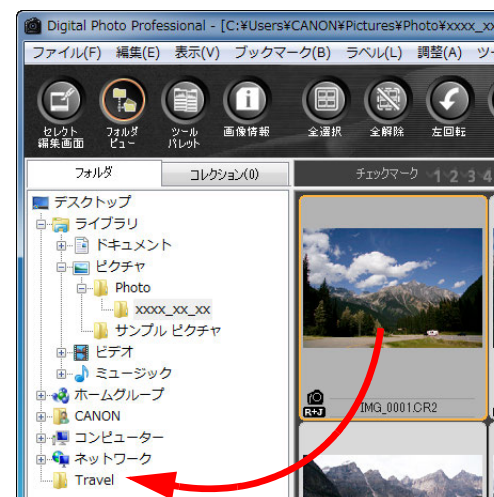 Digital Photo Professional - [C:¥Users¥CANON¥Pictures¥Photo¥xxxx_xx
ファイル(F) 編集(E) 表示(V) ブックマーク(B) ラベル(L) 調整(A) ツ
セレクト
編集画面
フォルダ
ビュー
ツール
パレット
画像情報
全選択
全解除
左回転
フォルダ
コレクション(0)
チェックマーク 1 2 3 4
デスクトップ
ライブラリ
ドキュメント
ピクチャ
Photo
xxxx_xx_xx
サンプル ピクチャ
ビデオ
ミュージック
ホームグループ
CANON
コンピューター
ネットワーク
Travel
R+J
IMG_0001.CR2